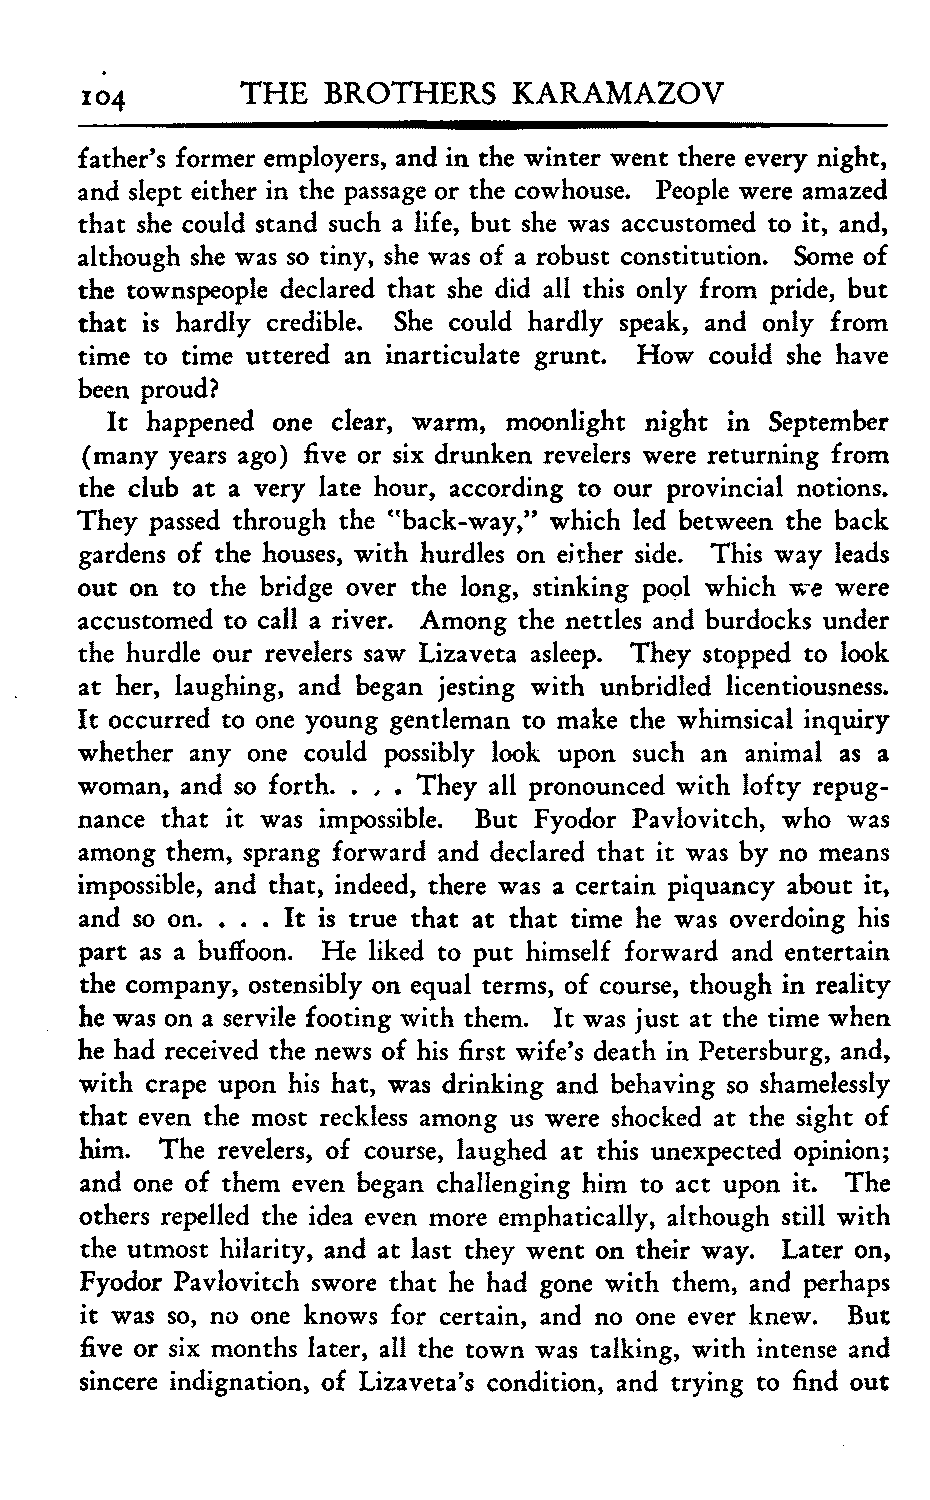 104 THE BROTHERS KARAMAZOV
father's former employers, and in the winter went there every night,
and slept either in the passage or the cowhouse. People were amazed
that she could stand such a life, but she was accustomed to it, and,
although she was so tiny, she was of a robust constitution. Some of
the townspeople declared that she did all this only from pride, but
that is hardly credible. She could hardly speak, and only from
time to time uttered an inarticulate grunt. How could she have
been proud?
It happened one clear, warm, moonlight night in September
(many years ago) five or six drunken revelers were returning from
the club at a very late hour, according to our provincial notions.
They passed through the "back-way," which led between the back
gardens of the houses, with hurdles on either side. This way leads
out on to the bridge over the long, stinking pool which we were
accustomed to call a river. Among the nettles and burdocks under
the hurdle our revelers saw Lizaveta asleep. They stopped to look
at her, laughing, and began jesting with unbridled licentiousness.
It occurred to one young gentleman to make the whimsical inquiry
whether any one could possibly look upon such an animal as a
woman, and so forth. . . . They all pronounced with lofty repug-
nance that it was impossible. But Fyodor Pavlovitch, who was
among them, sprang forward and declared that it was by no means
impossible, and that, indeed, there was a certain piquancy about it,
and so on. . . . It is true that at that time he was overdoing his
part as a buffoon. He liked to put himself forward and entertain
the company, ostensibly on equal terms, of course, though in reality
he was on a servile footing with them. It was just at the time when
he had received the news of his first wife's death in Petersburg, and,
with crape upon his hat, was drinking and behaving so shamelessly
that even the most reckless among us were shocked at the sight of
him. The revelers, of course, laughed at this unexpected opinion;
and one of them even began challenging him to act upon it. The
others repelled the idea even more emphatically, although still with
the utmost hilarity, and at last they went on their way. Later on,
Fyodor Pavlovitch swore that he had gone with them, and perhaps
it was so, no one knows for certain, and no one ever knew. But
five or six months later, all the town was talking, with intense and
sincere indignation, of Lizaveta's condition, and trying to find out